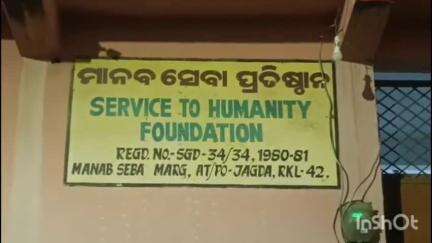 ମାନବ ସେବା ପ୍ରତିଷ୍ଠାନ
SERVICE TO HUMANITY
FOUNDATION
REGD. NO.-SGD-34/34, 1980-81
MANAB SEBA MARG, AT/PO-JAGDA, RKL-42.
InShot